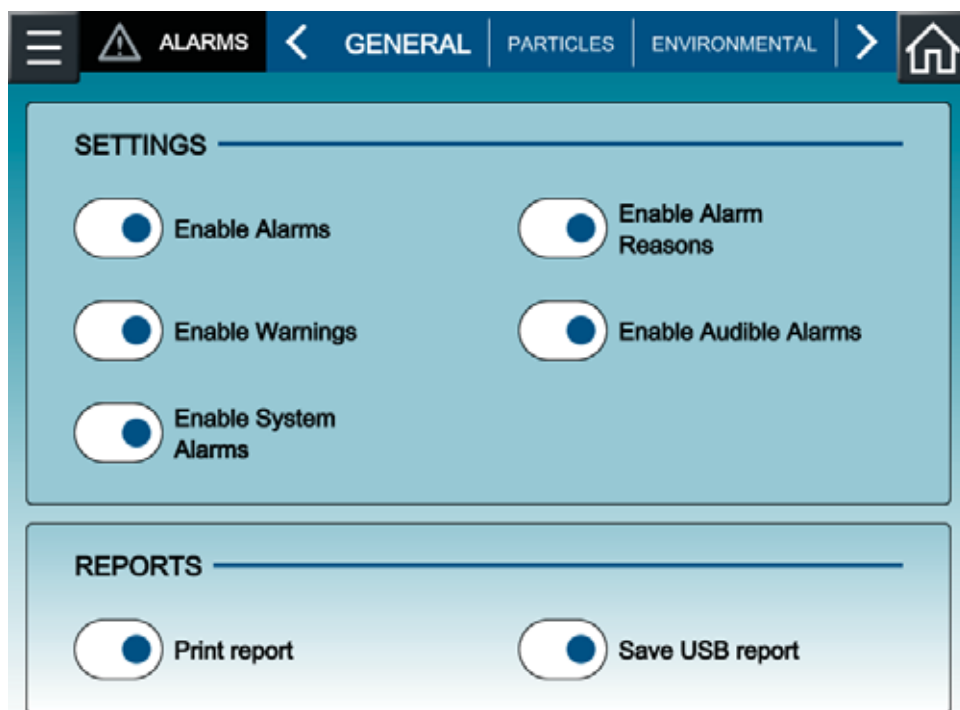 ALARMS GENERAL PARTICLES ENVIRONMENTAL
SETTINGS
Enable Alarms
Enable Alarm
Reasons
Enable Warnings
Enable Audible Alarms
Enable System
Alarms
REPORTS
Print report
Save USB report